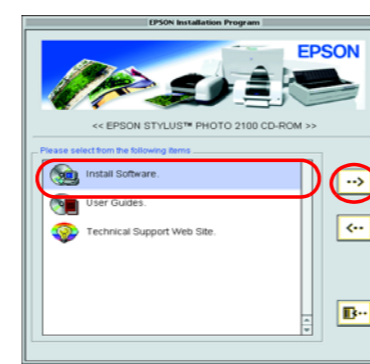 EPSON Installation Program
EPSON
<< EPSON STYLUS™ PHOTO 2100 CD-ROM >>
Please select from the following items
Install Software.
User Guides.
Technical Support Web Site.